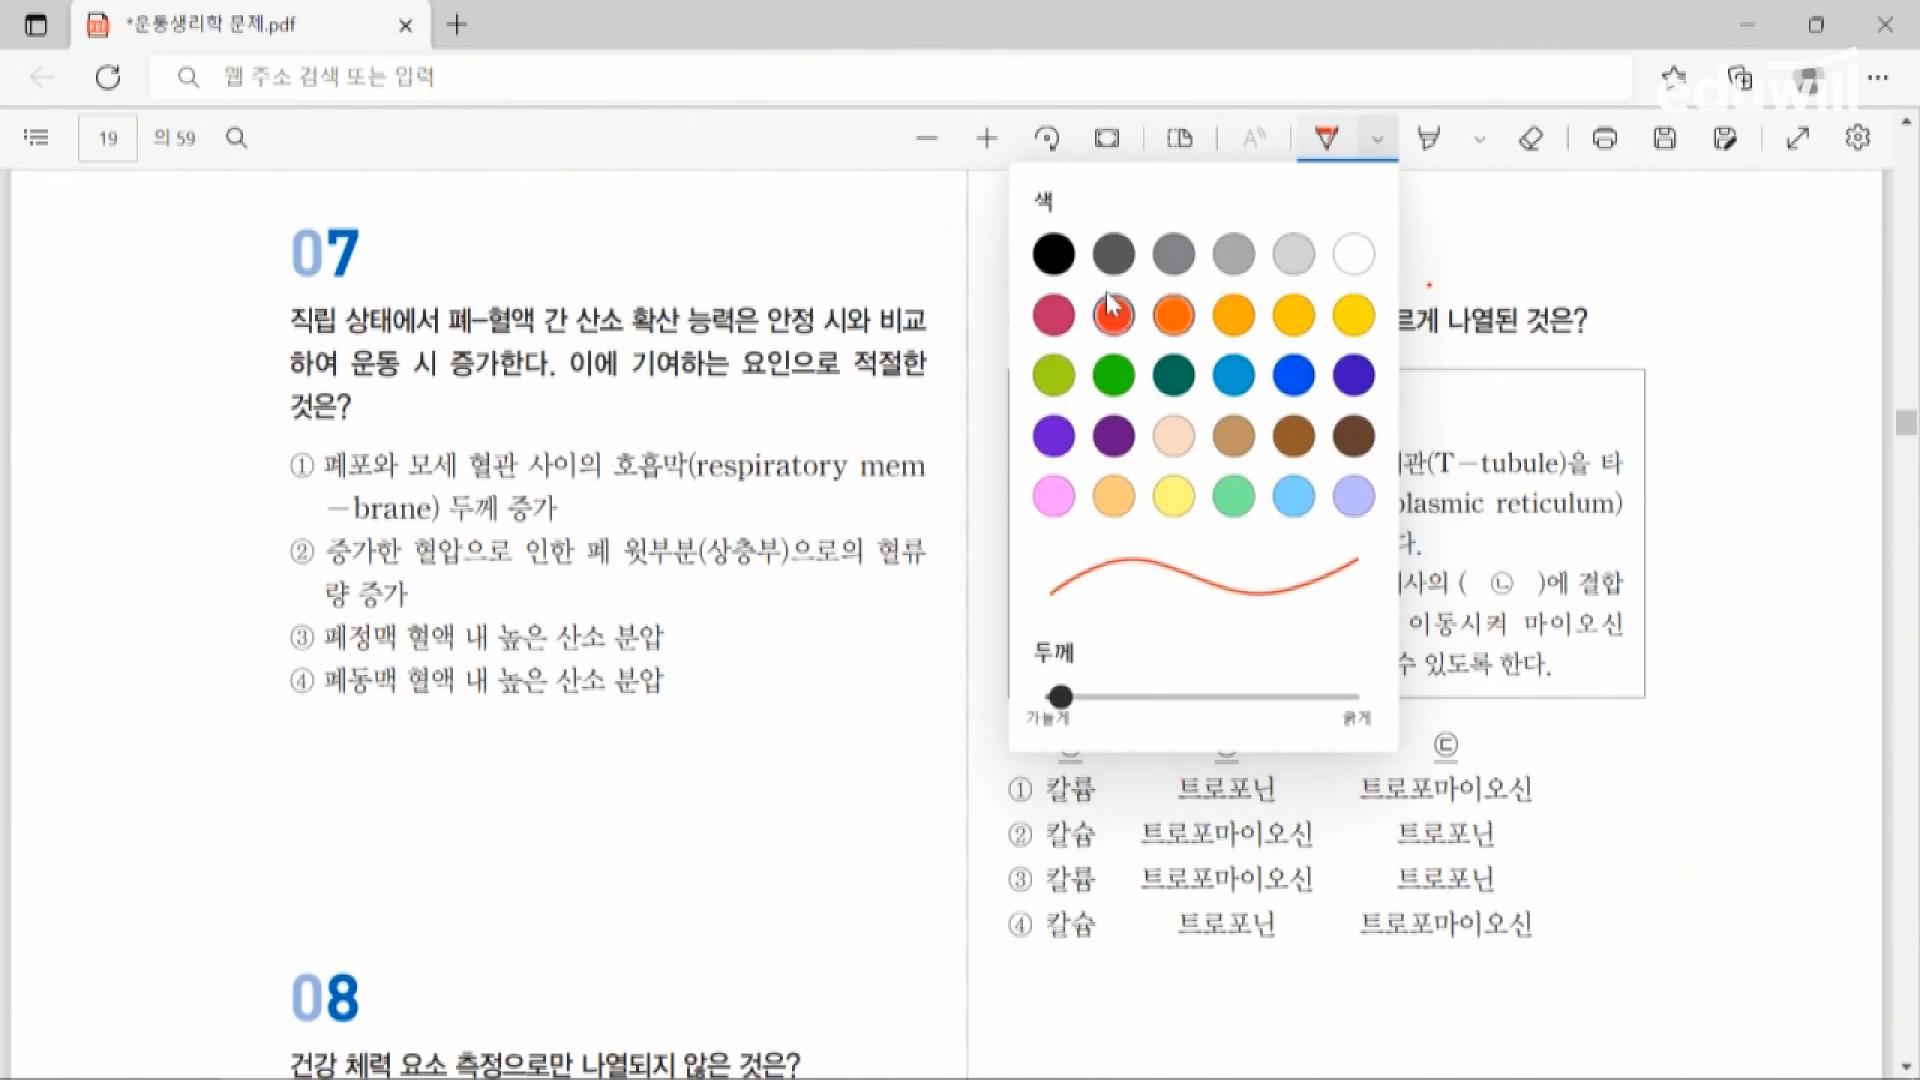 *운동생리학 문제.pdf
웹 주소 검색 또는 입력
eduwill
19 의 59
색
두께
가늘게 굵게
07
직립 상태에서 폐-혈액 간 산소 확산 능력은 안정 시와 비교
하여 운동 시 증가한다. 이에 기여하는 요인으로 적절한
것은?
① 폐포와 모세 혈관 사이의 호흡막(respiratory mem
-brane) 두께 증가
② 증가한 혈압으로 인한 폐 윗부분(상층부)으로의 혈류
량 증가
③ 폐정맥 혈액 내 높은 산소 분압
④ 폐동맥 혈액 내 높은 산소 분압
08
건강 체력 요소 측정으로만 나열되지 않은 것은?
르게 나열된 것은?
관(T-tubule)을 타
plasmic reticulum)
다.
사의 ( ㉡ )에 결합
이동시켜 마이오신
수 있도록 한다.
㉢
① 칼륨 트로포닌 트로포마이오신
② 칼슘 트로포마이오신 트로포닌
③ 칼륨 트로포마이오신 트로포닌
④ 칼슘 트로포닌 트로포마이오신